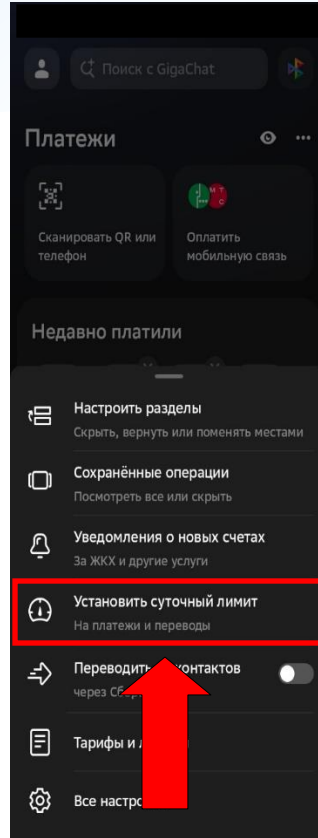 Поиск с GigaChat
Платежи
Сканировать QR или
телефон
М Т
С
Оплатить
мобильную связь
Недавно платили
Настроить разделы
Скрыть, вернуть или поменять местами
Сохранённые операции
Посмотреть все или скрыть
Уведомления о новых счетах
За ЖКХ и другие услуги
Установить суточный лимит
На платежи и переводы
Переводить контактов
через
Тарифы и
Все